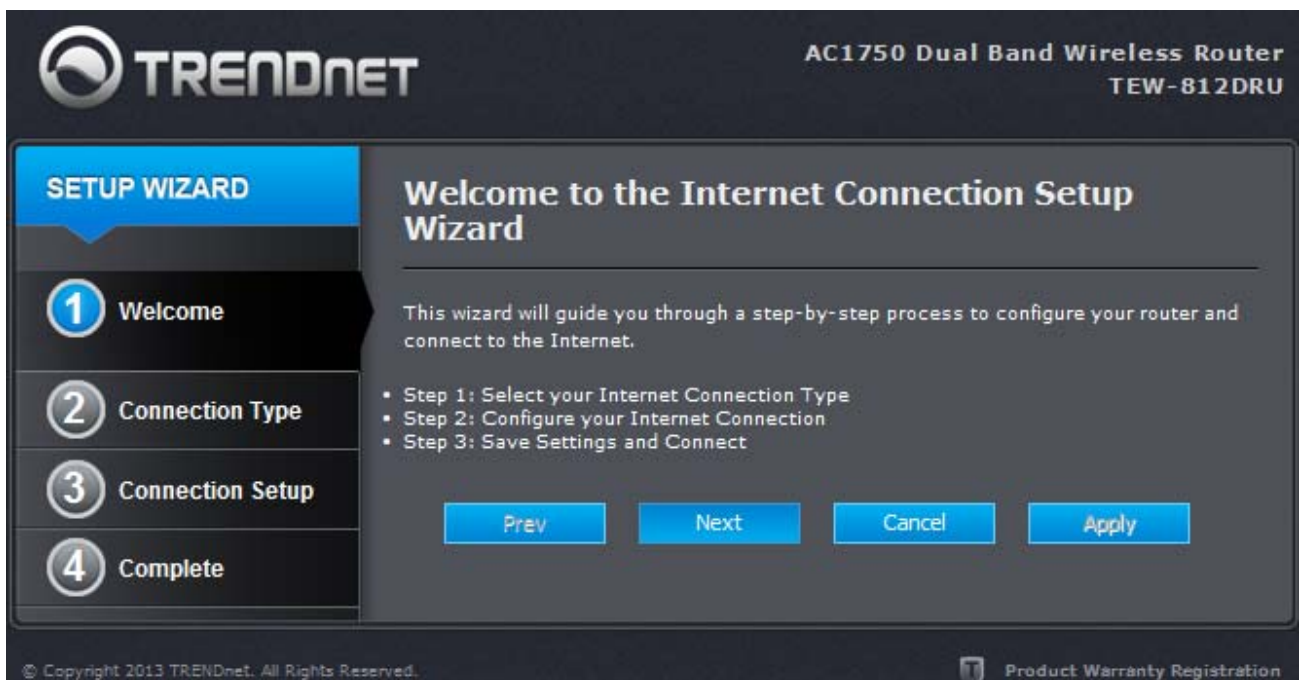 TRENDNET
AC1750 Dual Band Wireless Router
TEW-812DRU
SETUP WIZARD
1 Welcome
2 Connection Type
3 Connection Setup
4 Complete
Welcome to the Internet Connection Setup
Wizard
This wizard will guide you through a step-by-step process to configure your router and
connect to the Internet.
• Step 1: Select your Internet Connection Type
• Step 2: Configure your Internet Connection
• Step 3: Save Settings and Connect
Prev Next Cancel Apply
© Copyright 2013 TRENDnet. All Rights Reserved.
Product Warranty Registration